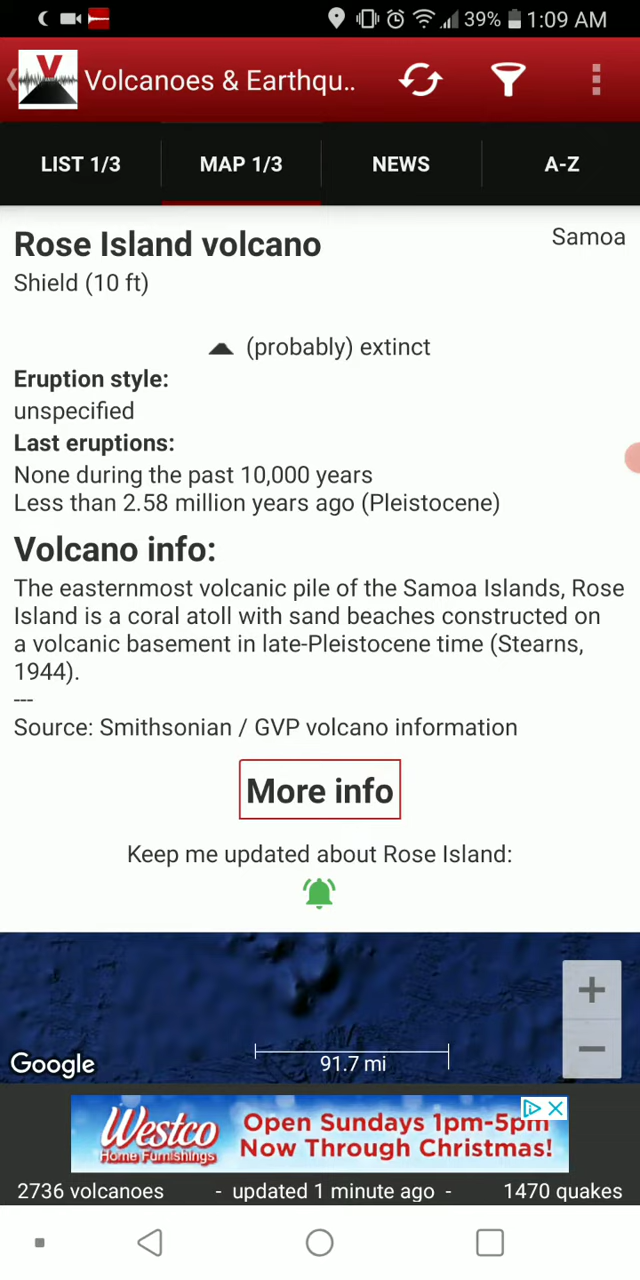 39% 1:09 AM
V
Volcanoes & Earthqu..
LIST 1/3 MAP 1/3 NEWS A-Z
Rose Island volcano Samoa
Shield (10 ft)
(probably) extinct
Eruption style:
unspecified
Last eruptions:
None during the past 10,000 years
Less than 2.58 million years ago (Pleistocene)
Volcano info:
The easternmost volcanic pile of the Samoa Islands, Rose
Island is a coral atoll with sand beaches constructed on
a volcanic basement in late-Pleistocene time (Stearns,
1944).
---
Source: Smithsonian / GVP volcano information
More info
Keep me updated about Rose Island:
+
−
Google
91.7 mi
Westco
Home Furnishings
Open Sundays 1pm-5pm
Now Through Christmas!
2736 volcanoes - updated 1 minute ago - 1470 quakes